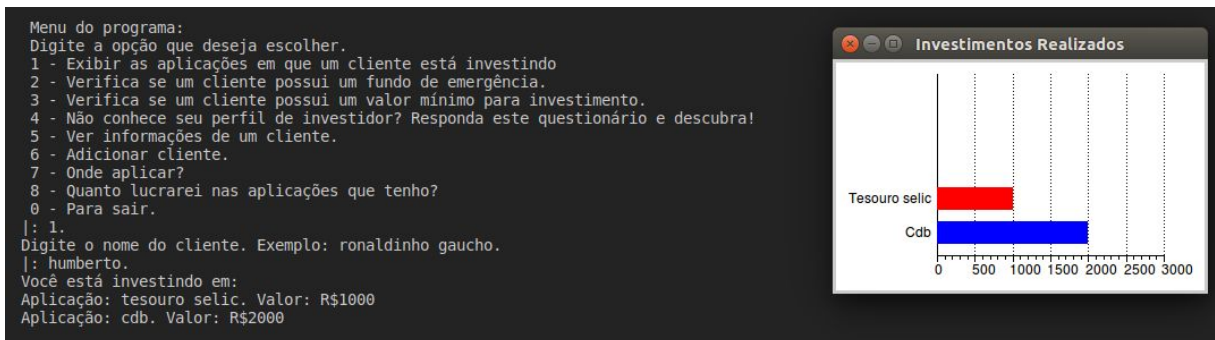 Menu do programa:
Digite a opção que deseja escolher.
1 - Exibir as aplicações em que um cliente está investindo
2 - Verifica se um cliente possui um fundo de emergência.
3 - Verifica se um cliente possui um valor mínimo para investimento.
4 - Não conhece seu perfil de investidor? Responda este questionário e descubra!
5 - Ver informações de um cliente.
6 - Adicionar cliente.
7 - Onde aplicar?
8 - Quanto lucrarei nas aplicações que tenho?
0 - Para sair.
|: 1.
Digite o nome do cliente. Exemplo: ronaldinho gaucho.
|: humberto.
Você está investindo em:
Aplicação: tesouro selic. Valor: R$1000
Aplicação: cdb. Valor: R$2000
Investimentos Realizados
Tesouro selic
Cdb
0 500 1000 1500 2000 2500 3000